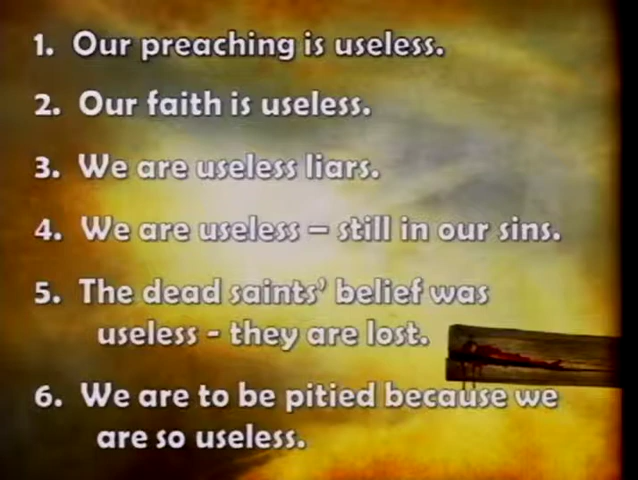 1. Our preaching is useless.
2. Our faith is useless.
3. We are useless liars.
4. We are useless – still in our sins.
5. The dead saints' belief was
useless - they are lost.
6. We are to be pitied because we
are so useless.